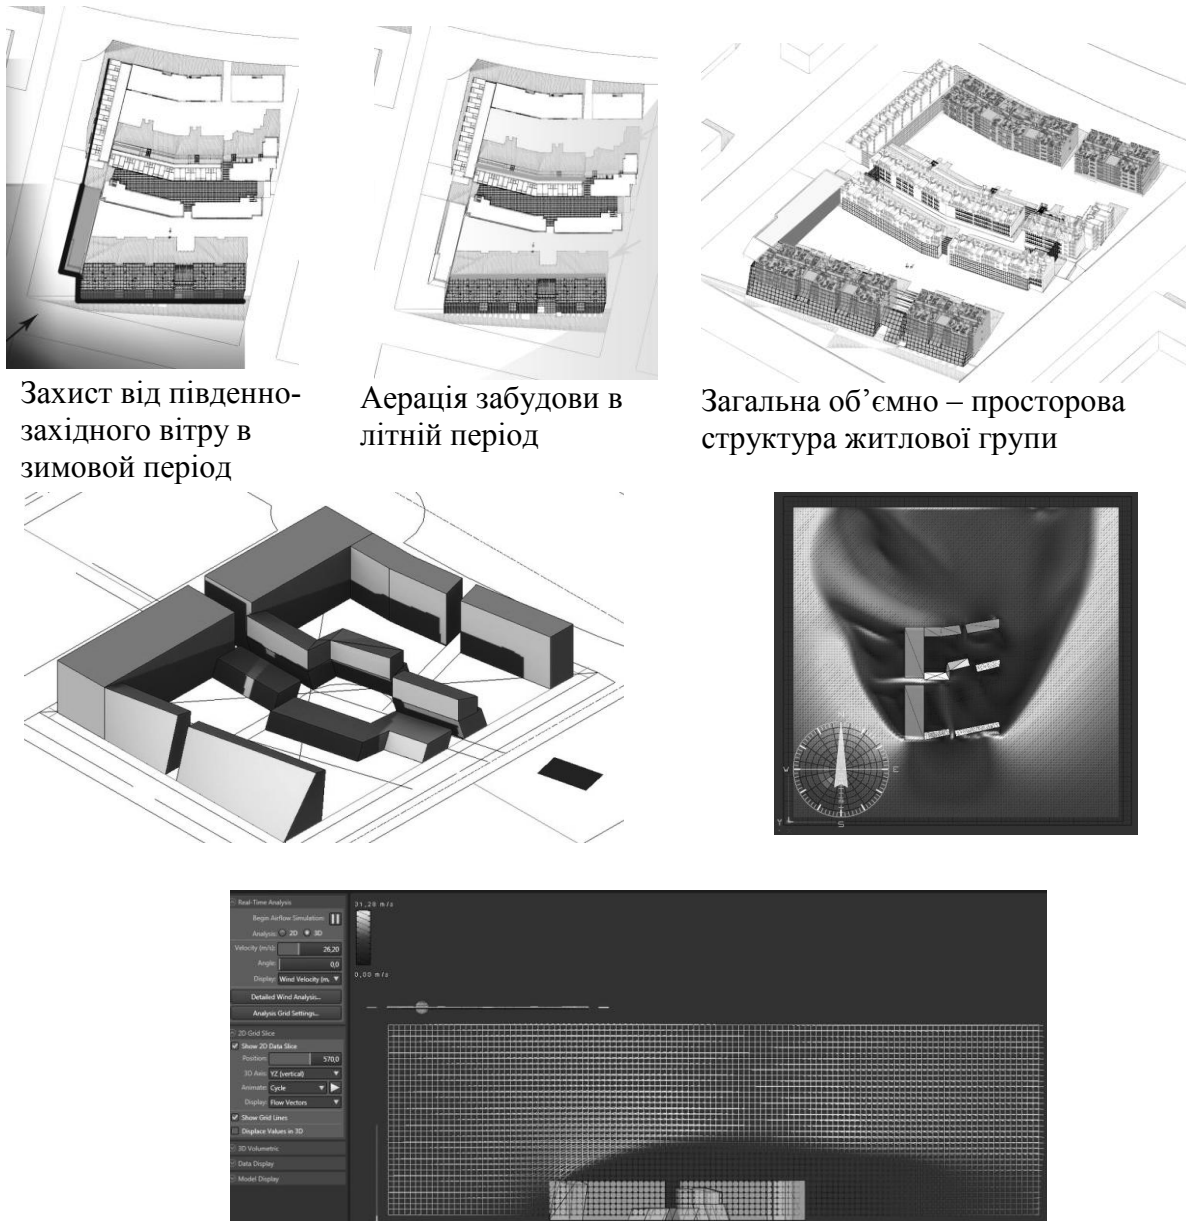 Захист від південно-
західного вітру в
зимовой період
Аерація забудови в
літній період
Загальна об’ємно – просторова
структура житлової групи
W
E
S
Y
Real-Time Analysis
Begin Airflow Simulation:
Analysis: 2D 3D
Velocity (m/s): 26,20
Angle: 0,0
Display: Wind Velocity (m,
Detailed Wind Analysis...
Analysis Grid Settings...
2D Grid Slice
Show 2D Data Slice
Position: 570,0
3D Axis: YZ (vertical)
Animate: Cycle
Display: Flow Vectors
Show Grid Lines
Displace Values in 3D
3D Volumetric
Data Display
Model Display
m/s
0,00 m/s